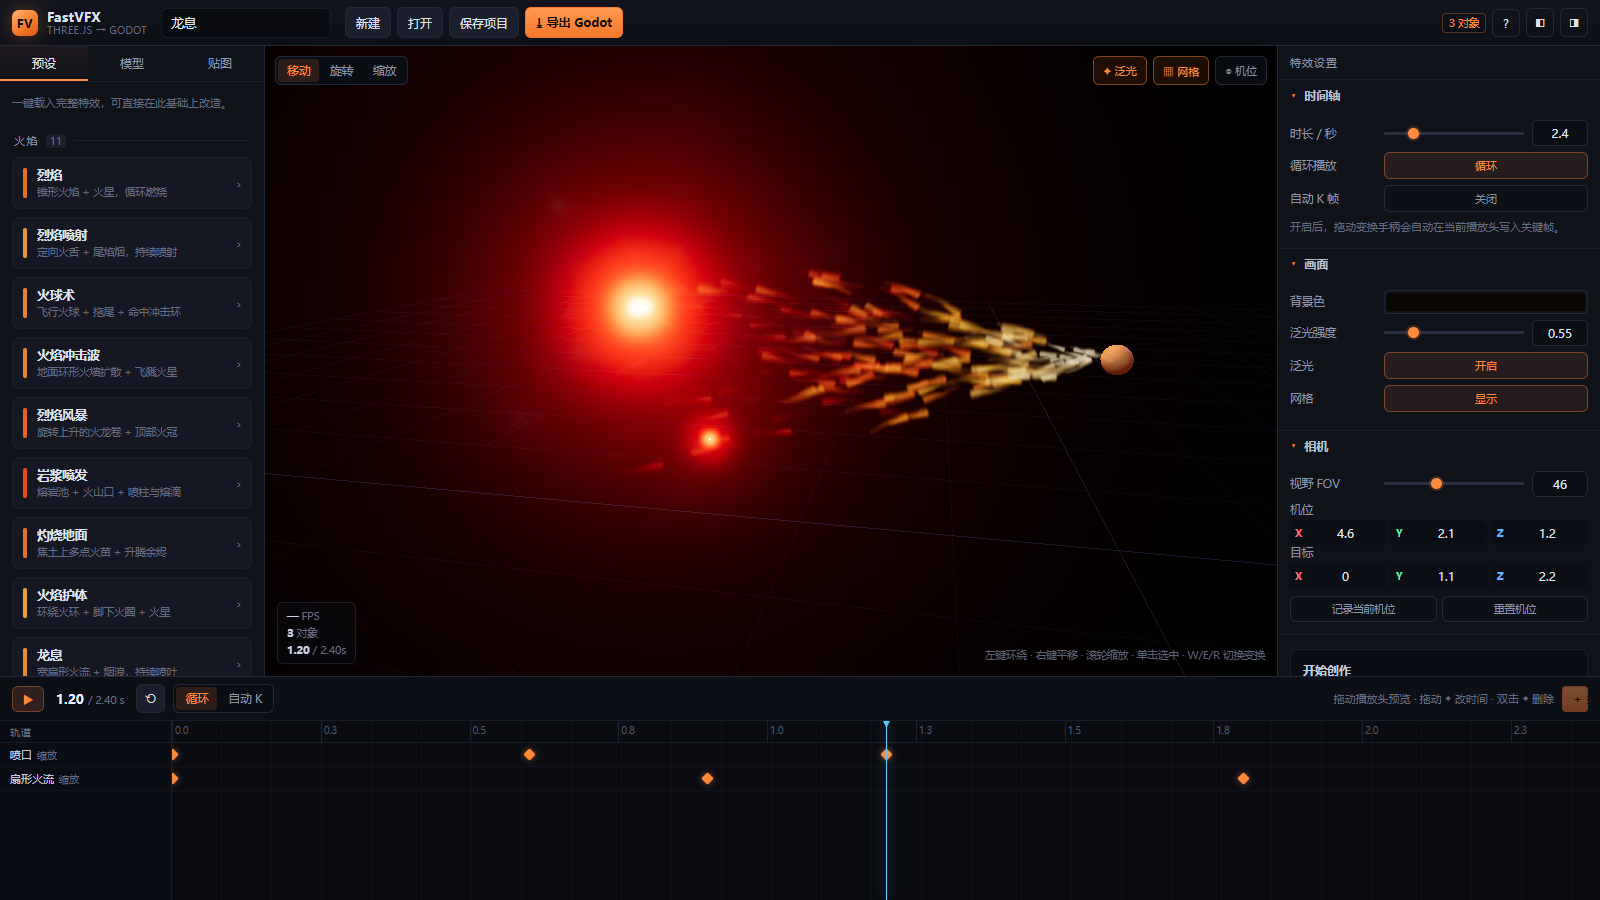 FV
FastVFX
THREE.JS → GODOT
龙息
新建
打开
保存项目
⤓ 导出 Godot
3 对象
?
预设
模型
贴图
一键载入完整特效，可直接在此基础上改造。
火焰 11
烈焰
锥形火焰 + 火星，循环燃烧
烈焰喷射
定向火舌 + 尾焰烟，持续喷射
火球术
飞行火球 + 拖尾 + 命中冲击环
火焰冲击波
地面环形火墙扩散 + 飞溅火星
烈焰风暴
旋转上升的火龙卷 + 顶部火冠
岩浆喷发
熔岩池 + 火山口 + 喷柱与熔滴
灼烧地面
焦土上多点火苗 + 升腾余烬
火焰护体
环绕火环 + 脚下火圈 + 火星
龙息
宽扇形火流 + 烟浪，持续喷吐
移动
旋转
缩放
✦ 泛光
▦ 网格
机位
— FPS
3 对象
1.20 / 2.40s
左键环绕 · 右键平移 · 滚轮缩放 · 单击选中 · W/E/R 切换变换
特效设置
时间轴
时长 / 秒
2.4
循环播放
循环
自动 K 帧
关闭
开启后，拖动变换手柄会自动在当前播放头写入关键帧。
画面
背景色
泛光强度
0.55
泛光
开启
网格
显示
相机
视野 FOV
46
机位
X 4.6 Y 2.1 Z 1.2
目标
X 0 Y 1.1 Z 2.2
记录当前机位
重置机位
开始创作
1.20 / 2.40 s
循环
自动 K
拖动播放头预览 · 拖动 ◆ 改时间 · 双击 ◆ 删除
+
轨道
0.0 0.3 0.5 0.8 1.0 1.3 1.5 1.8 2.0 2.3
喷口 缩放
扇形火流 缩放